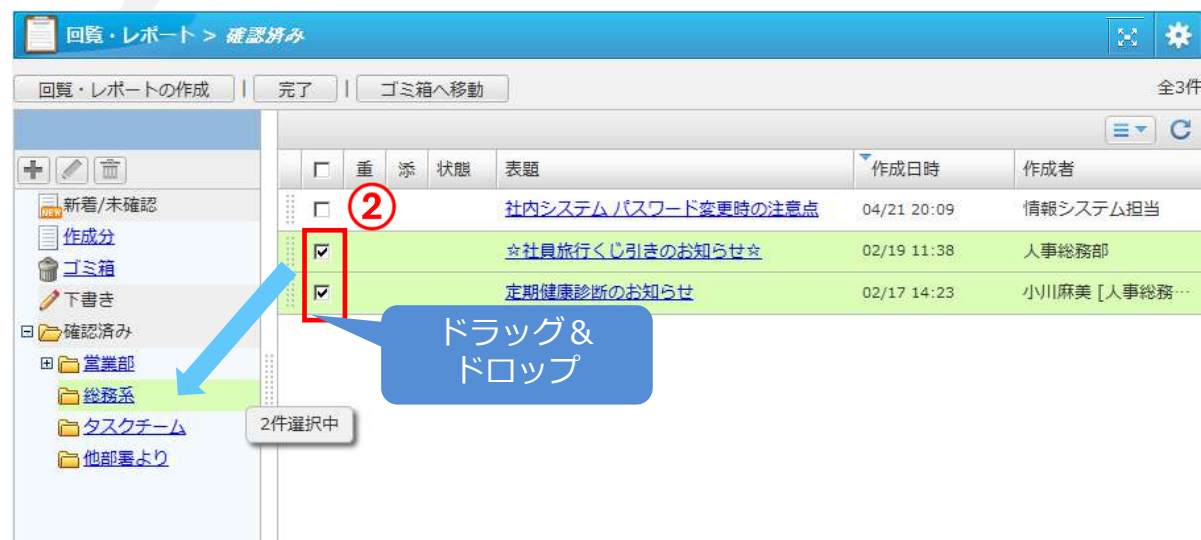 回覧・レポート > 確認済み
回覧・レポートの作成 | 完了 | ゴミ箱へ移動
全3件
重 添 状態 表題 作成日時 作成者
新着/未確認
作成分
ゴミ箱
下書き
確認済み
営業部
総務系
タスクチーム
他部署より
②
社内システム パスワード変更時の注意点 04/21 20:09 情報システム担当
☆社員旅行くじ引きのお知らせ☆ 02/19 11:38 人事総務部
定期健康診断のお知らせ 02/17 14:23 小川麻美 [人事総務…
ドラッグ&
ドロップ
2件選択中